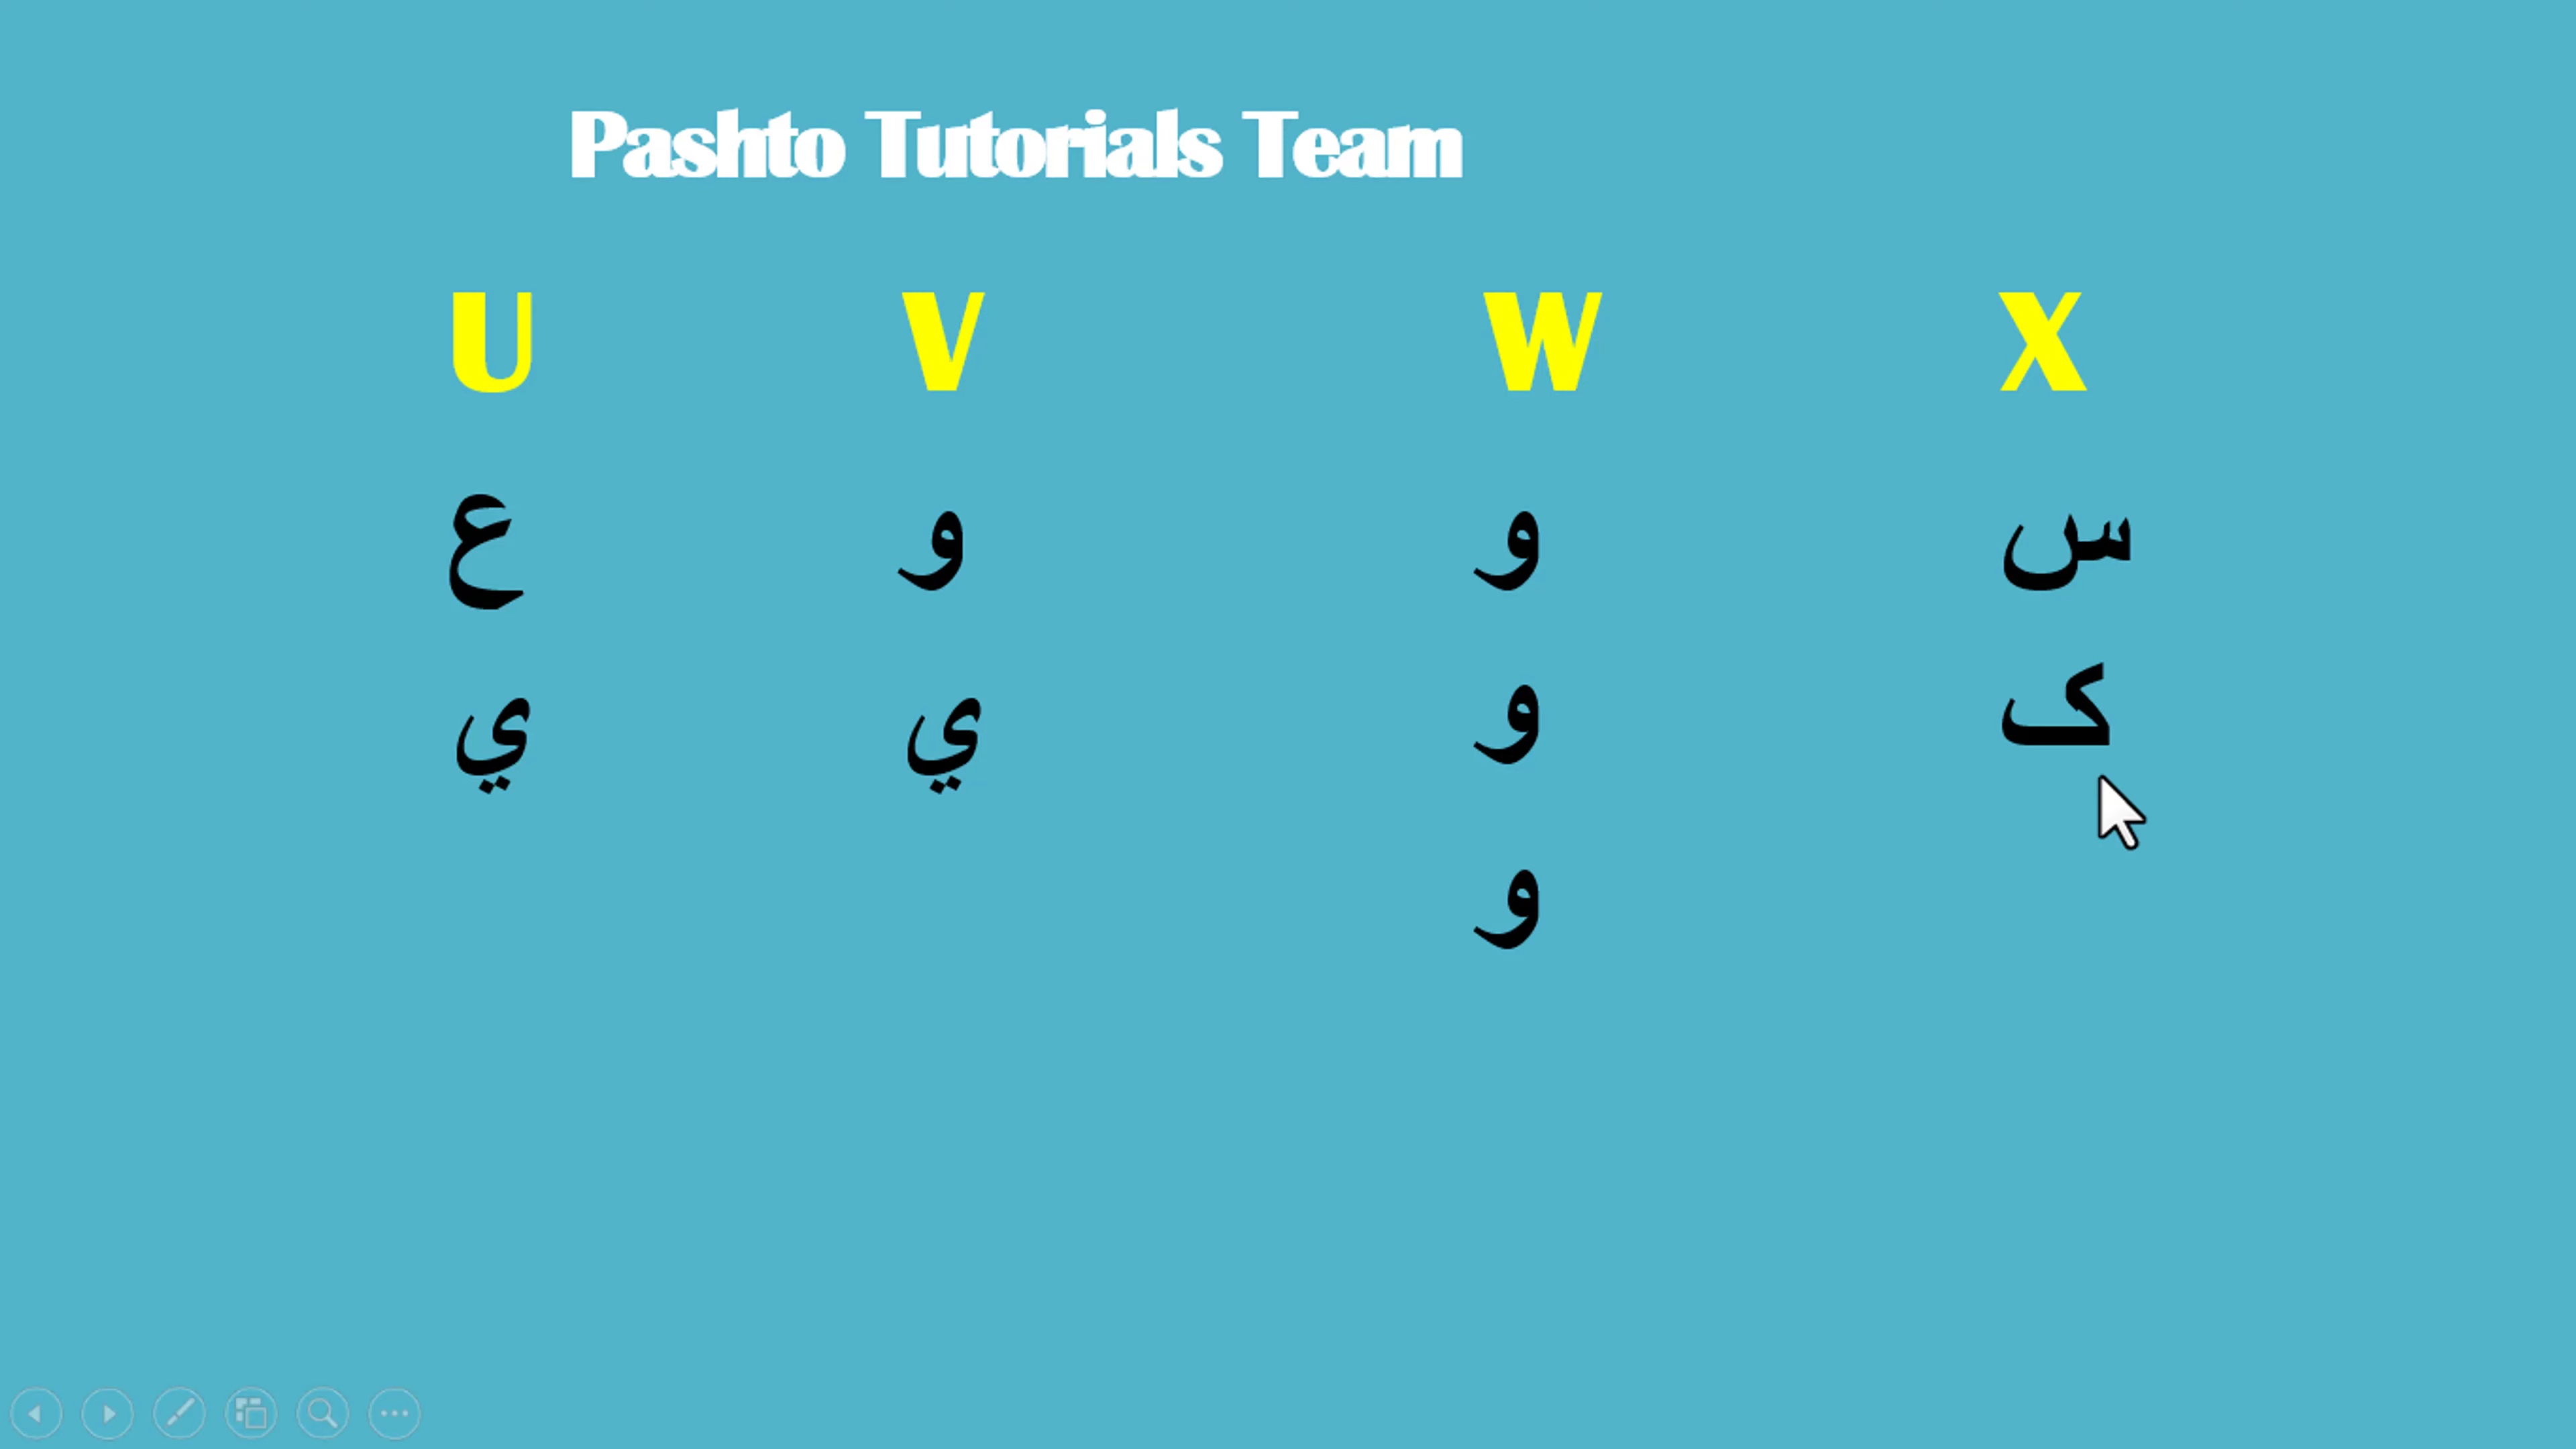 Pashto Tutorials Team
U V W X
ع و و س
ي ي و ک
و